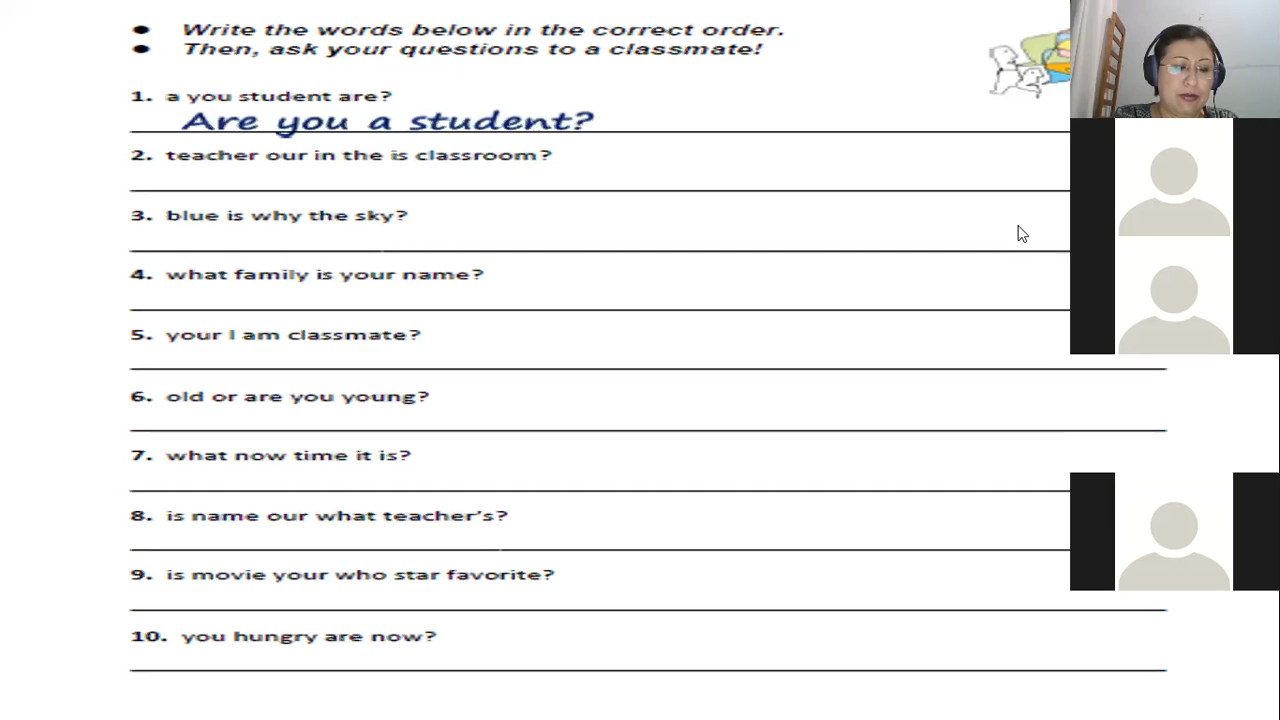 ● Write the words below in the correct order.
● Then, ask your questions to a classmate!
1. a you student are?
Are you a student?
2. teacher our in the is classroom?
3. blue is why the sky?
4. what family is your name?
5. your I am classmate?
6. old or are you young?
7. what now time it is?
8. is name our what teacher's?
9. is movie your who star favorite?
10. you hungry are now?